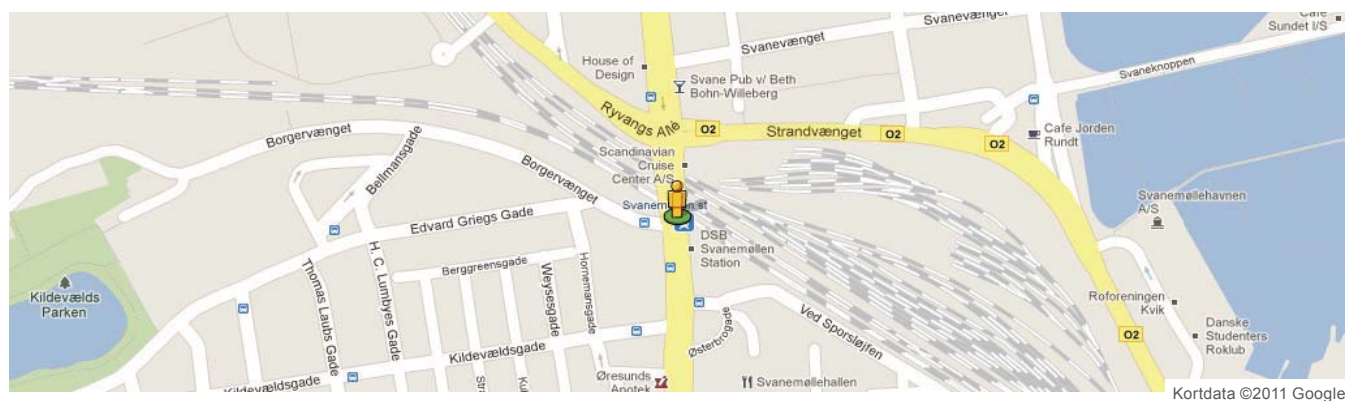 Cafe
Sundet I/S
Svanevænget
Svanevænget
Svaneknoppen
House of
Design
Svane Pub v/ Beth
Bohn-Willeberg
Ryvangs Allé
O2
Strandvænget
O2
O2
Cafe Jorden
Rundt
Borgervænget
Bellmansgade
Borgervænget
Scandinavian
Cruise
Center A/S
Svanemøllehavnen
A/S
Edvard Griegs Gade
DSB
Svanemøllen
Station
H. C. Lumbyes Gade
Thomas Laubs Gade
Berggreensgade
Weysesgade
Hornemansgade
Kildevælds
Parken
Roforeningen
Kvik
Danske
Studenters
Roklub
O2
Ved Sporsløjfen
Østerbrogade
Kildevældsgade
Kildevældsgade
Øresunds
Apotek
Svanemøllehallen
Kortdata ©2011 Google